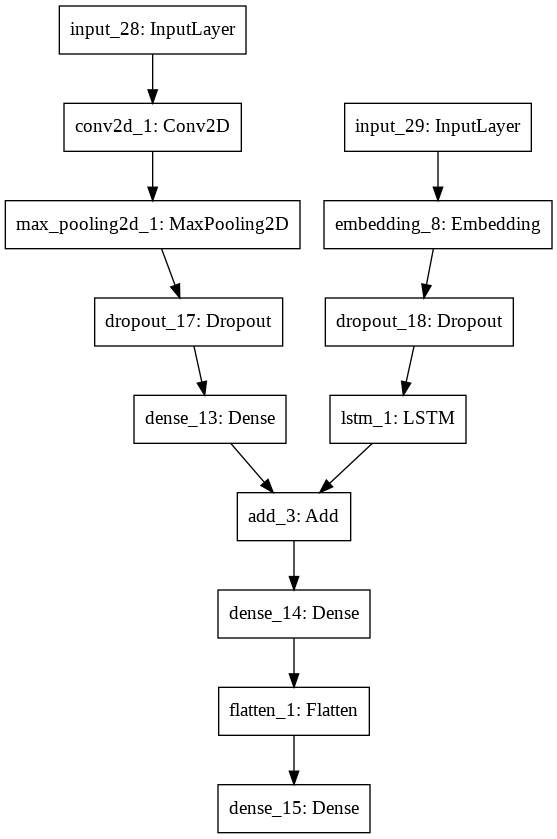 input_28: InputLayer
conv2d_1: Conv2D
input_29: InputLayer
max_pooling2d_1: MaxPooling2D
embedding_8: Embedding
dropout_17: Dropout
dropout_18: Dropout
dense_13: Dense
lstm_1: LSTM
add_3: Add
dense_14: Dense
flatten_1: Flatten
dense_15: Dense